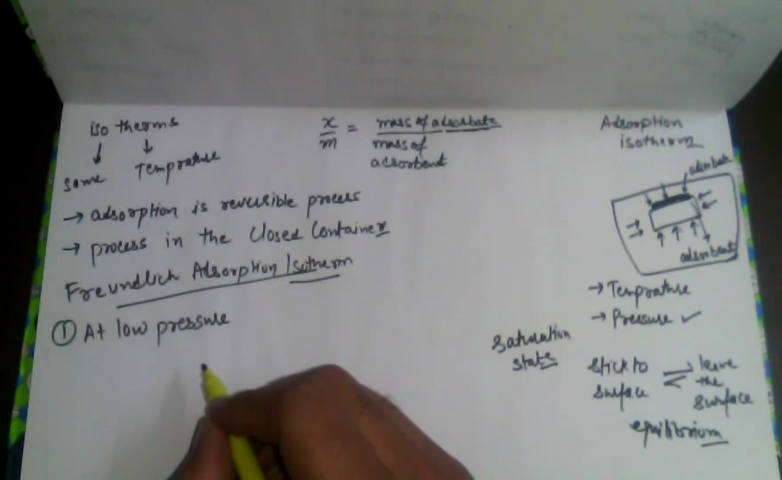 iso therms
same Temprature
x/m = mass of adsorbate / mass of adsorbent
→ adsorption is reversible process
→ process in the closed container
Freundlich Adsorption Isotherm
① At low pressure
Adsorption
isotherm
adsorbate
adsorbent
→ Temprature
→ Pressure ✓
Saturation
state
stick to surface ⇌ leave the surface
equilibrium